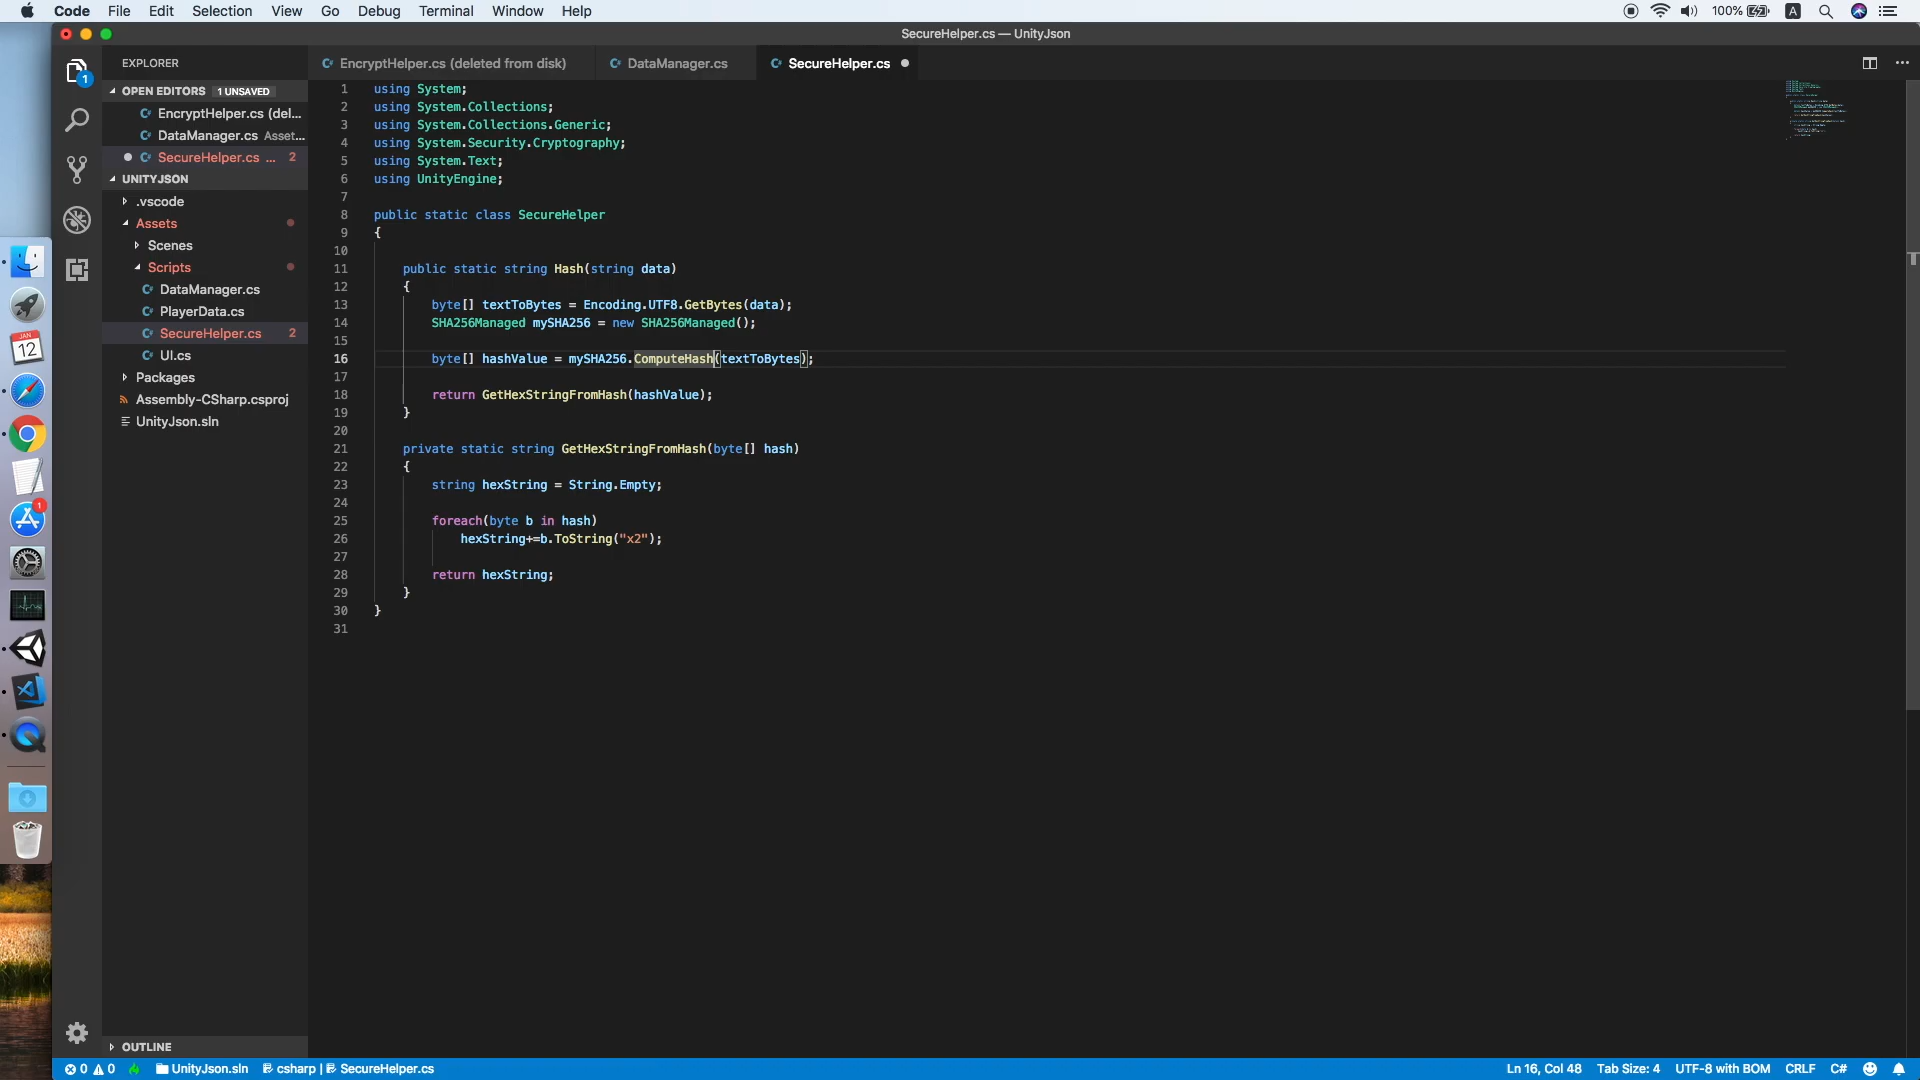 Code File Edit Selection View Go Debug Terminal Window Help 100% A
SecureHelper.cs — UnityJson
EXPLORER
EncryptHelper.cs (deleted from disk) DataManager.cs SecureHelper.cs
OPEN EDITORS 1 UNSAVED
EncryptHelper.cs (del...
DataManager.cs Asset...
SecureHelper.cs ... 2
UNITYJSON
.vscode
Assets
Scenes
Scripts
DataManager.cs
PlayerData.cs
SecureHelper.cs 2
UI.cs
Packages
Assembly-CSharp.csproj
UnityJson.sln
OUTLINE
1
JAN
12
1
1 using System;
2 using System.Collections;
3 using System.Collections.Generic;
4 using System.Security.Cryptography;
5 using System.Text;
6 using UnityEngine;
7
8 public static class SecureHelper
9 {
10
11 public static string Hash(string data)
12 {
13 byte[] textToBytes = Encoding.UTF8.GetBytes(data);
14 SHA256Managed mySHA256 = new SHA256Managed();
15
16 byte[] hashValue = mySHA256.ComputeHash(textToBytes);
17
18 return GetHexStringFromHash(hashValue);
19 }
20
21 private static string GetHexStringFromHash(byte[] hash)
22 {
23 string hexString = String.Empty;
24
25 foreach(byte b in hash)
26 hexString+=b.ToString("x2");
27
28 return hexString;
29 }
30 }
31
0 0 UnityJson.sln csharp | SecureHelper.cs Ln 16, Col 48 Tab Size: 4 UTF-8 with BOM CRLF C#